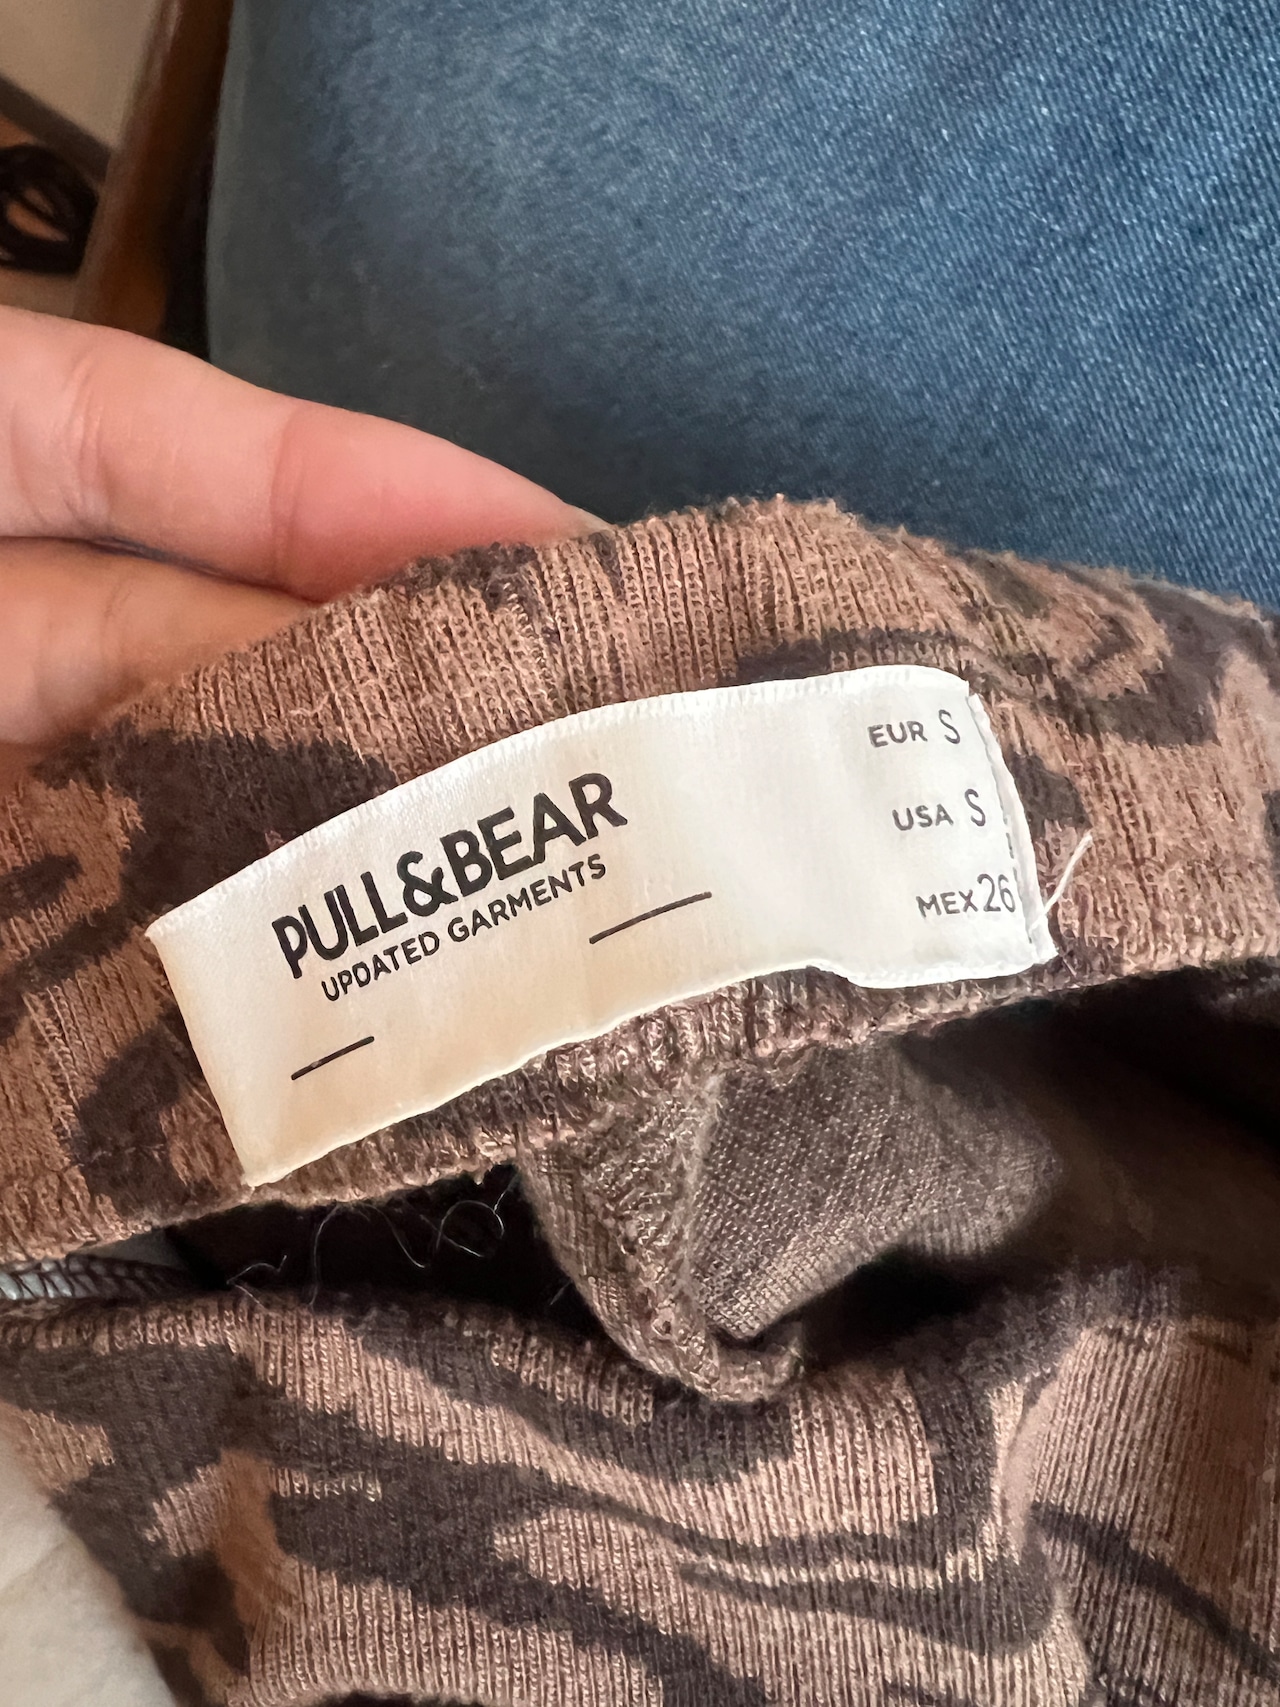 PULL&BEAR
UPDATED GARMENTS
EUR S
USA S
MEX 26